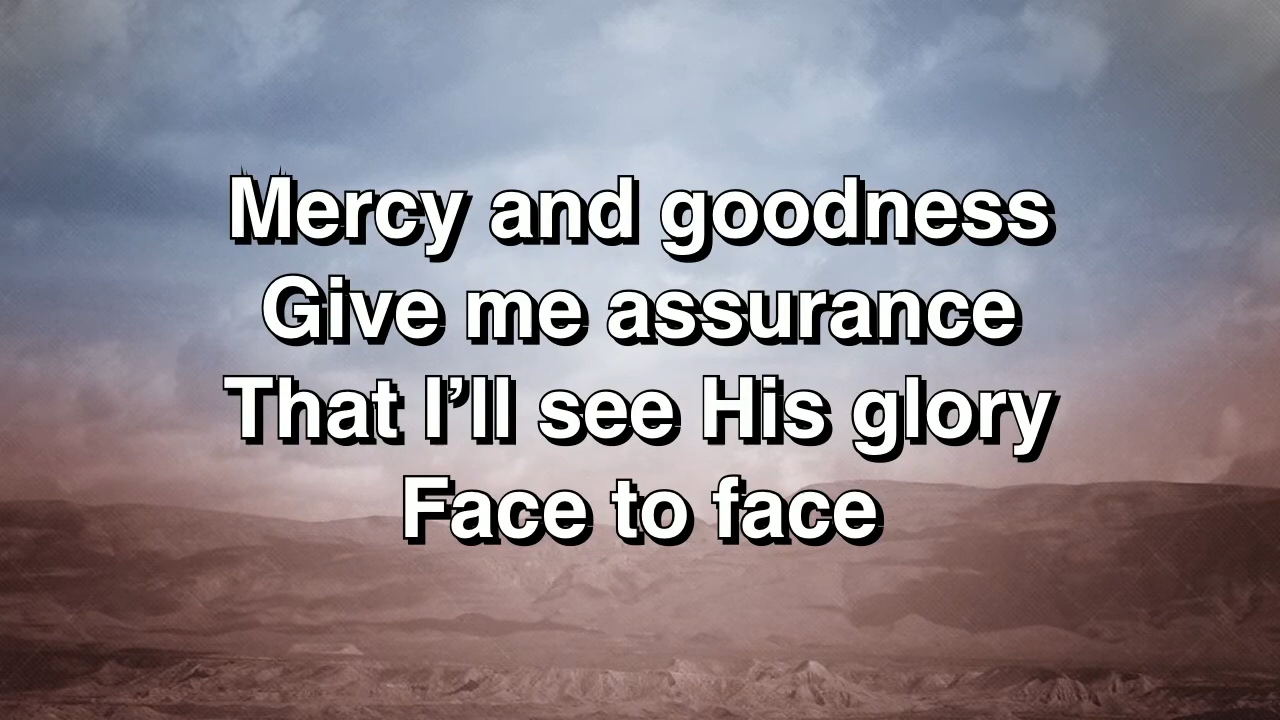 Mercy and goodness
Give me assurance
That I’ll see His glory
Face to face